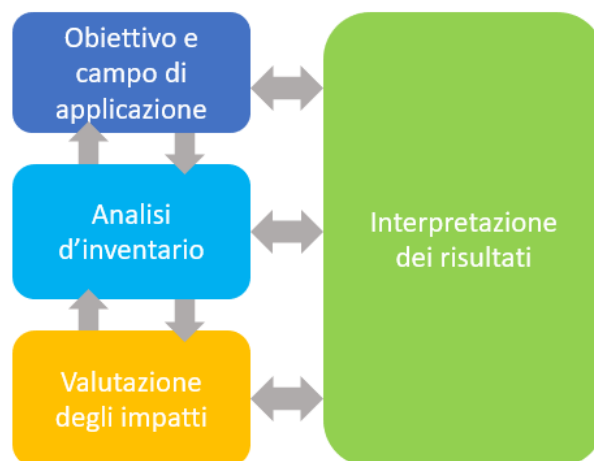 Obiettivo e
campo di
applicazione
Analisi
d’inventario
Valutazione
degli impatti
Interpretazione
dei risultati